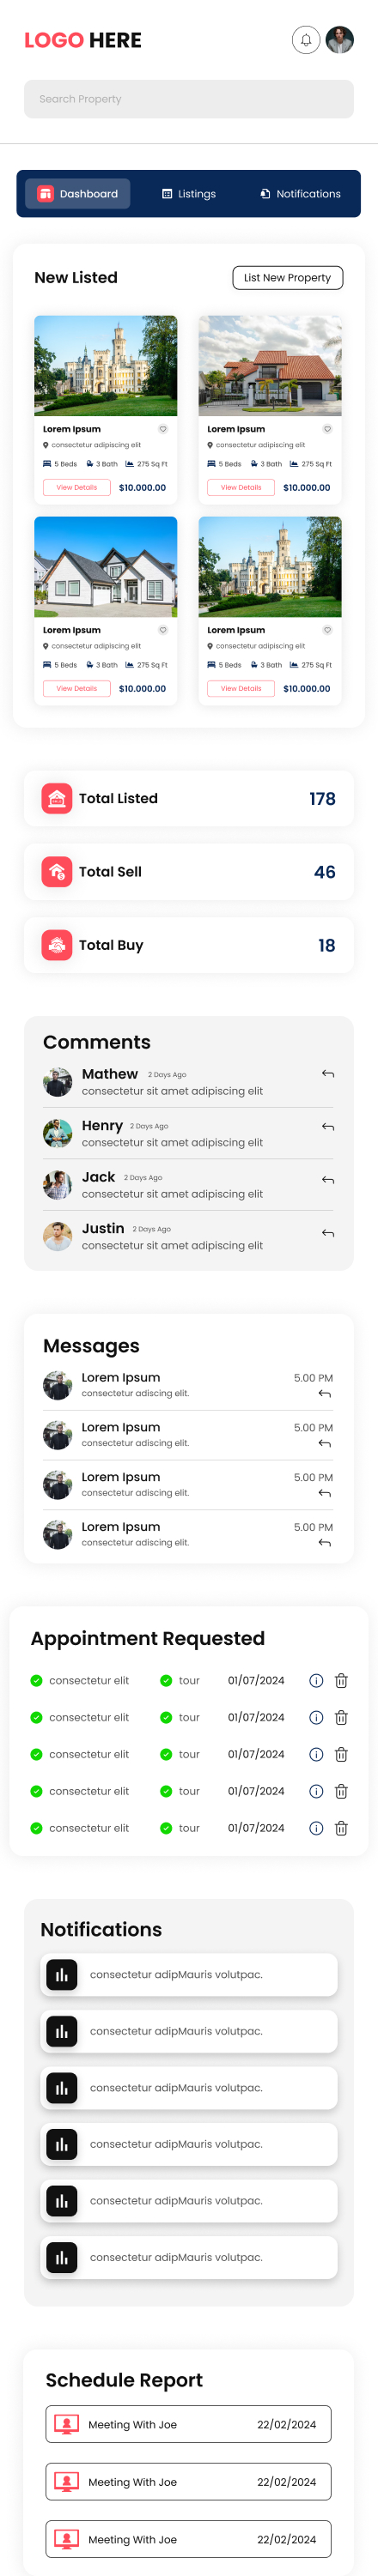 LOGO HERE
Search Property
Dashboard Listings Notifications
New Listed List New Property
Lorem Ipsum Lorem Ipsum
consectetur adipiscing elit consectetur adipiscing elit
5 Beds 3 Bath 275 Sq Ft 5 Beds 3 Bath 275 Sq Ft
View Details $10.000.00 View Details $10.000.00
Lorem Ipsum Lorem Ipsum
consectetur adipiscing elit consectetur adipiscing elit
5 Beds 3 Bath 275 Sq Ft 5 Beds 3 Bath 275 Sq Ft
View Details $10.000.00 View Details $10.000.00
Total Listed 178
Total Sell 46
Total Buy 18
Comments
Mathew 2 Days Ago
consectetur sit amet adipiscing elit
Henry 2 Days Ago
consectetur sit amet adipiscing elit
Jack 2 Days Ago
consectetur sit amet adipiscing elit
Justin 2 Days Ago
consectetur sit amet adipiscing elit
Messages
Lorem Ipsum 5.00 PM
consectetur adiscing elit.
Lorem Ipsum 5.00 PM
consectetur adiscing elit.
Lorem Ipsum 5.00 PM
consectetur adiscing elit.
Lorem Ipsum 5.00 PM
consectetur adiscing elit.
Appointment Requested
consectetur elit tour 01/07/2024
consectetur elit tour 01/07/2024
consectetur elit tour 01/07/2024
consectetur elit tour 01/07/2024
consectetur elit tour 01/07/2024
Notifications
consectetur adipMauris volutpac.
consectetur adipMauris volutpac.
consectetur adipMauris volutpac.
consectetur adipMauris volutpac.
consectetur adipMauris volutpac.
consectetur adipMauris volutpac.
Schedule Report
Meeting With Joe 22/02/2024
Meeting With Joe 22/02/2024
Meeting With Joe 22/02/2024